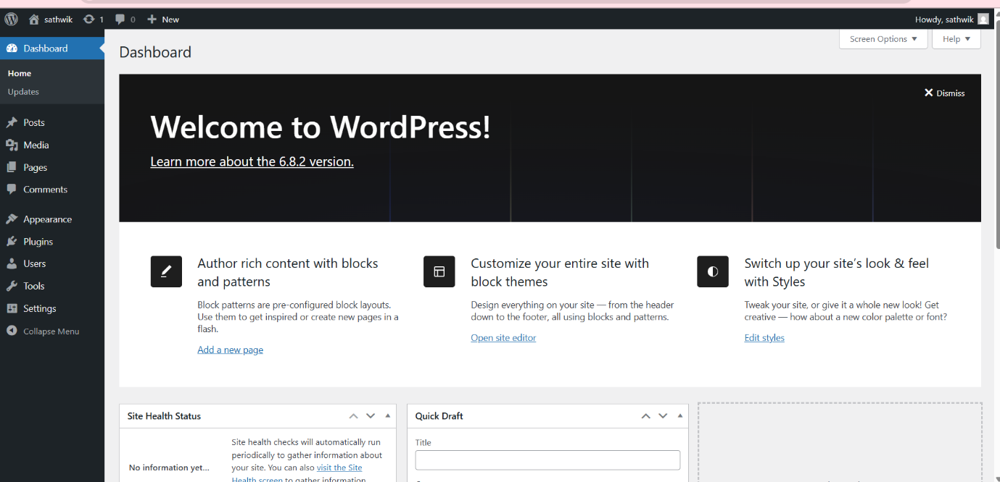 sathwik 1 0 New Howdy, sathwik
Dashboard
Home
Updates
Posts
Media
Pages
Comments
Appearance
Plugins
Users
Tools
Settings
Collapse Menu
Screen Options Help
Dashboard
Dismiss
Welcome to WordPress!
Learn more about the 6.8.2 version.
Author rich content with blocks
and patterns
Block patterns are pre-configured block layouts.
Use them to get inspired or create new pages in a
flash.
Add a new page
Customize your entire site with
block themes
Design everything on your site — from the header
down to the footer, all using blocks and patterns.
Open site editor
Switch up your site’s look & feel
with Styles
Tweak your site, or give it a whole new look! Get
creative — how about a new color palette or font?
Edit styles
Site Health Status
No information yet...
Site health checks will automatically run
periodically to gather information about
your site. You can also visit the Site
Health screen to gather information
Quick Draft
Title